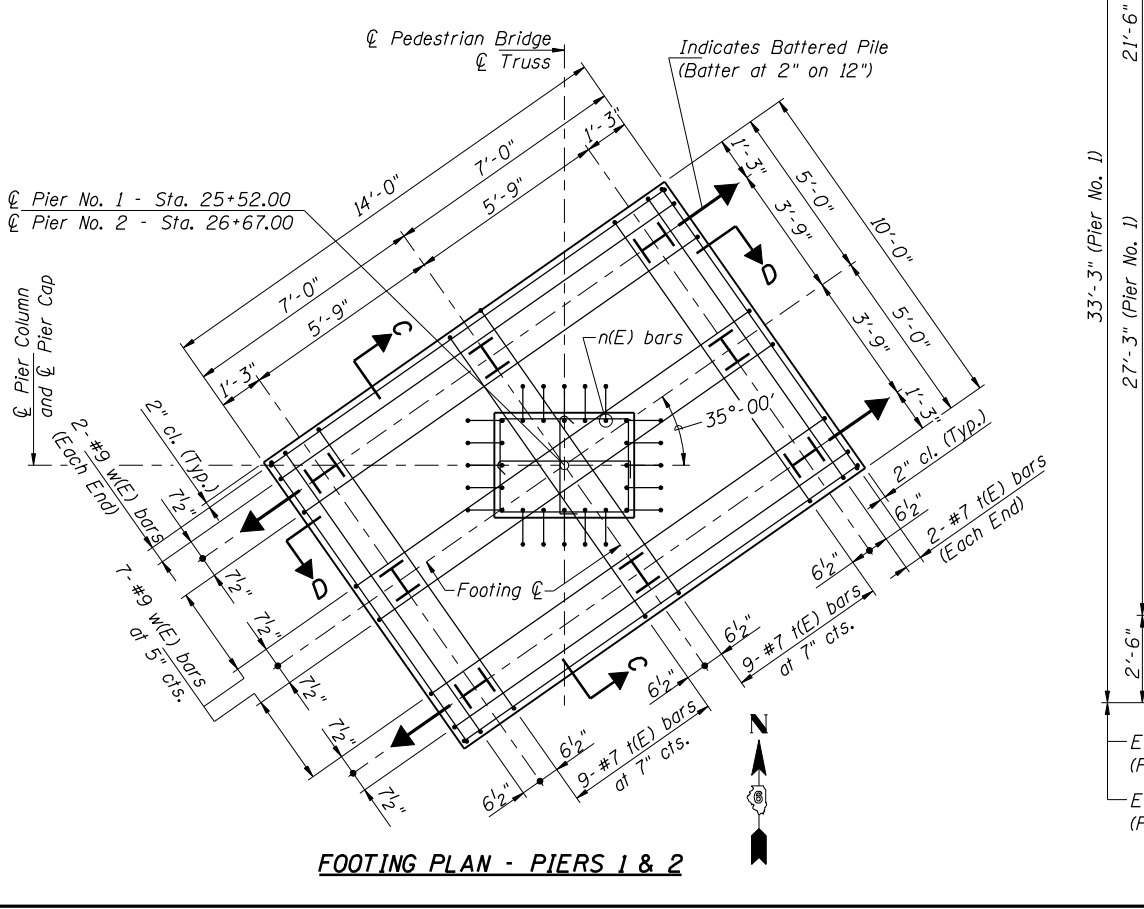 ℄ Pedestrian Bridge
℄ Truss
Indicates Battered Pile
(Batter at 2" on 12")
℄ Pier No. 1 - Sta. 25+52.00
℄ Pier No. 2 - Sta. 26+67.00
14'-0"
7'-0"
7'-0"
5'-9"
5'-9"
1'-3"
1'-3"
1'-3"
3'-9"
3'-9"
1'-3"
5'-0"
5'-0"
10'-0"
℄ Pier Column
and ℄ Pier Cap
C
D
n(E) bars
35°-00'
2" cl. (Typ.)
2- #9 w(E) bars
(Each End)
7½"
7½"
7½"
7½"
7½"
7½"
7- #9 w(E) bars
at 5" cts.
D
Footing ℄
C
2" cl. (Typ.)
2- #7 t(E) bars
(Each End)
6½"
6½"
9- #7 t(E) bars
at 7" cts.
6½"
6½"
9- #7 t(E) bars
at 7" cts.
6½"
6½"
N
FOOTING PLAN - PIERS 1 & 2
33'-3" (Pier No. 1)
27'-3" (Pier No. 1)
21'-6"
2'-6"
E
E